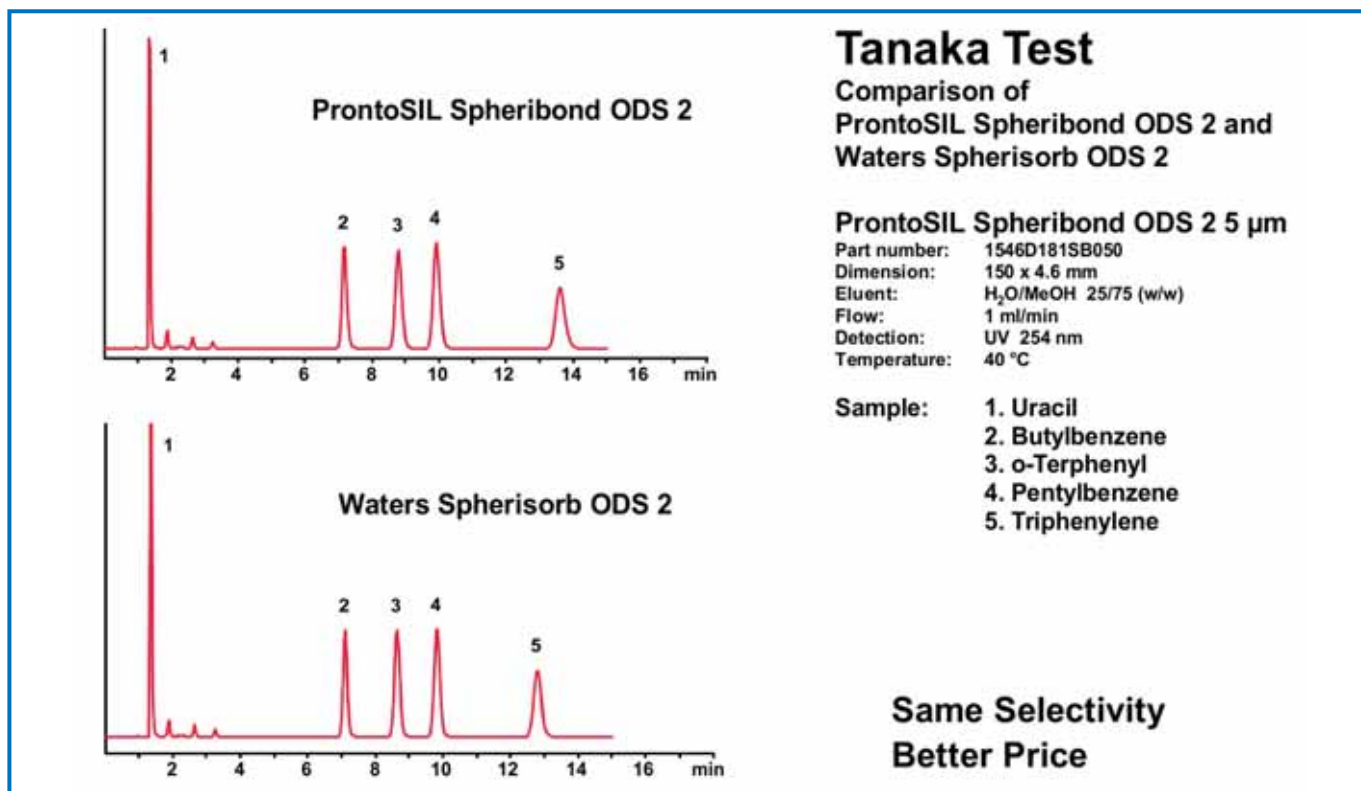 1
ProntoSIL Spheribond ODS 2
2
3
4
5
2 4 6 8 10 12 14 16 min
1
Waters Spherisorb ODS 2
2
3
4
5
2 4 6 8 10 12 14 16 min
Tanaka Test
Comparison of
ProntoSIL Spheribond ODS 2 and
Waters Spherisorb ODS 2
ProntoSIL Spheribond ODS 2 5 µm
Part number: 1546D181SB050
Dimension: 150 x 4.6 mm
Eluent: H₂O/MeOH 25/75 (w/w)
Flow: 1 ml/min
Detection: UV 254 nm
Temperature: 40 °C
Sample: 1. Uracil
2. Butylbenzene
3. o-Terphenyl
4. Pentylbenzene
5. Triphenylene
Same Selectivity
Better Price